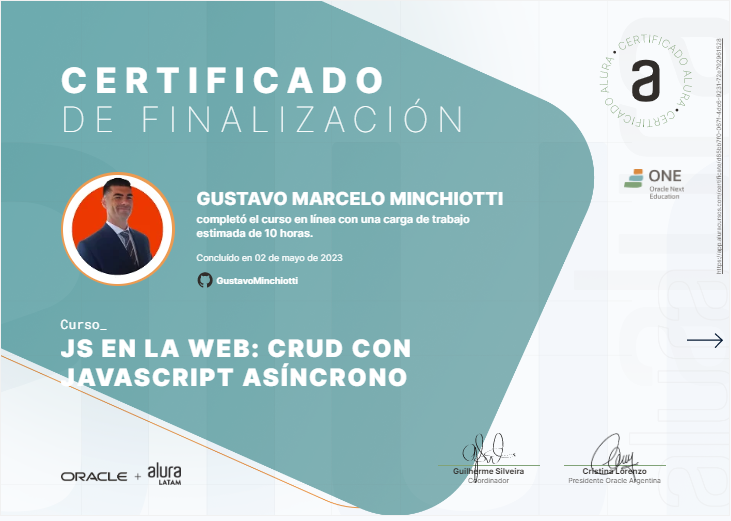 CERTIFICADO
DE FINALIZACIÓN
GUSTAVO MARCELO MINCHIOTTI
completó el curso en línea con una carga de trabajo
estimada de 10 horas.
Concluído en 02 de mayo de 2023
GustavoMinchiotti
Curso_
JS EN LA WEB: CRUD CON
JAVASCRIPT ASÍNCRONO
ORACLE + alura
LATAM
CERTIFICADO ALURA • CERTIFICADO ALURA •
a
ONE
Oracle Next
Education
Guilherme Silveira
Coordinador
Cristina Lorenzo
Presidente Oracle Argentina
alura